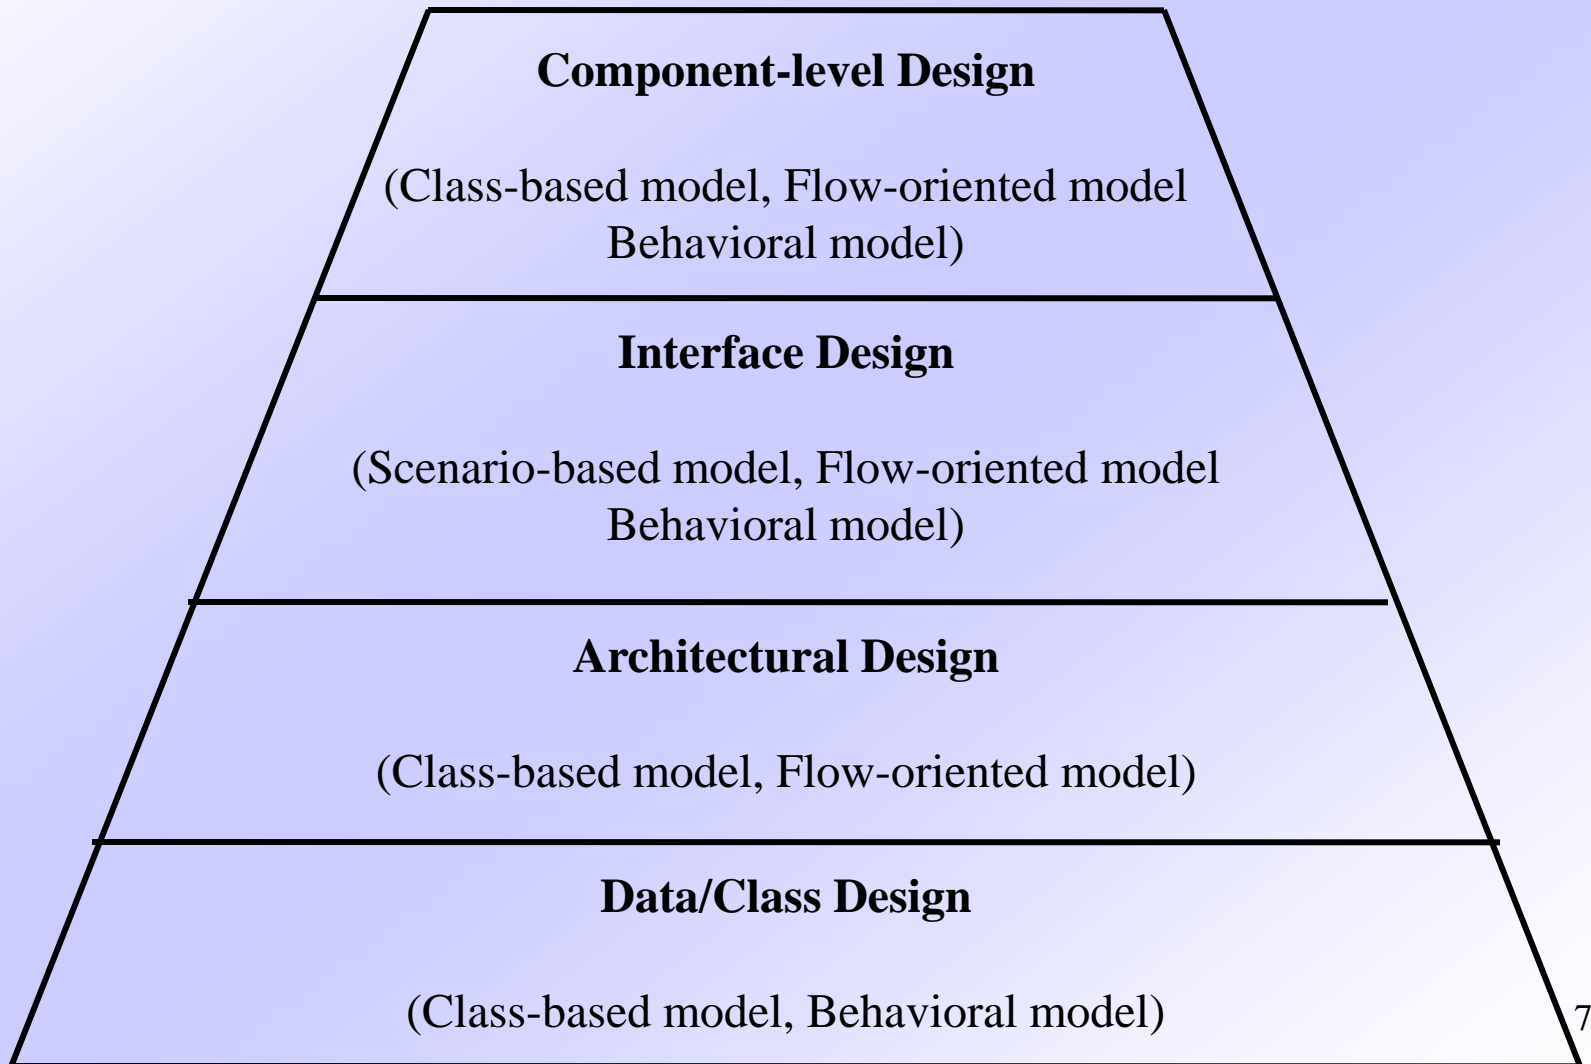 Component-level Design
(Class-based model, Flow-oriented model
Behavioral model)
Interface Design
(Scenario-based model, Flow-oriented model
Behavioral model)
Architectural Design
(Class-based model, Flow-oriented model)
Data/Class Design
(Class-based model, Behavioral model)
7